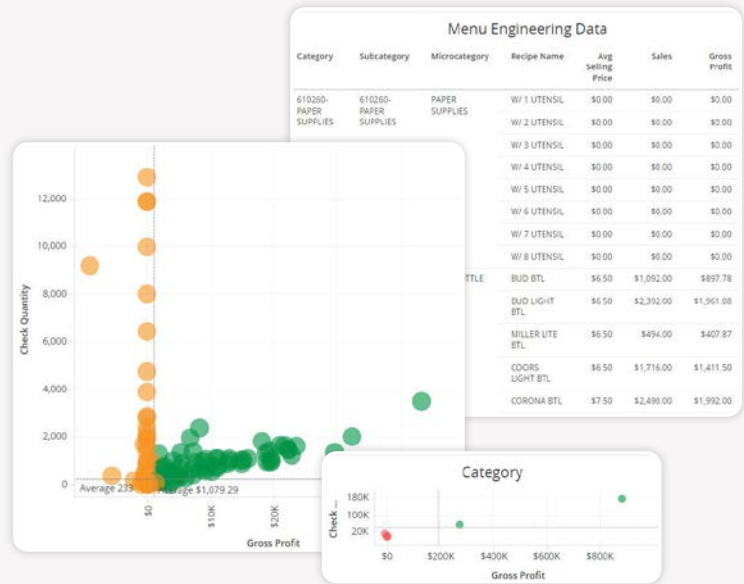 Menu Engineering Data
Category Subcategory Microcategory Recipe Name Avg Selling Price Sales Gross Profit
610260-PAPER SUPPLIES 610260-PAPER SUPPLIES PAPER SUPPLIES W/ 1 UTENSIL $0.00 $0.00 $0.00
W/ 2 UTENSIL $0.00 $0.00 $0.00
W/ 3 UTENSIL $0.00 $0.00 $0.00
W/ 4 UTENSIL $0.00 $0.00 $0.00
W/ 5 UTENSIL $0.00 $0.00 $0.00
W/ 6 UTENSIL $0.00 $0.00 $0.00
W/ 7 UTENSIL $0.00 $0.00 $0.00
W/ 8 UTENSIL $0.00 $0.00 $0.00
TTLE BUD BTL $6.50 $1,092.00 $897.78
BUD LIGHT BTL $6.50 $2,392.00 $1,961.08
MILLER LITE BTL $6.50 $494.00 $407.87
COORS LIGHT BTL $6.50 $1,716.00 $1,411.50
CORONA BTL $7.50 $2,490.00 $1,992.00
Check Quantity
12,000
10,000
8,000
6,000
4,000
2,000
0
Average 233
Average $1,079.29
$0 $10K $20K
Gross Profit
Category
Check ...
180K
100K
20K
$0 $200K $400K $600K $800K
Gross Profit